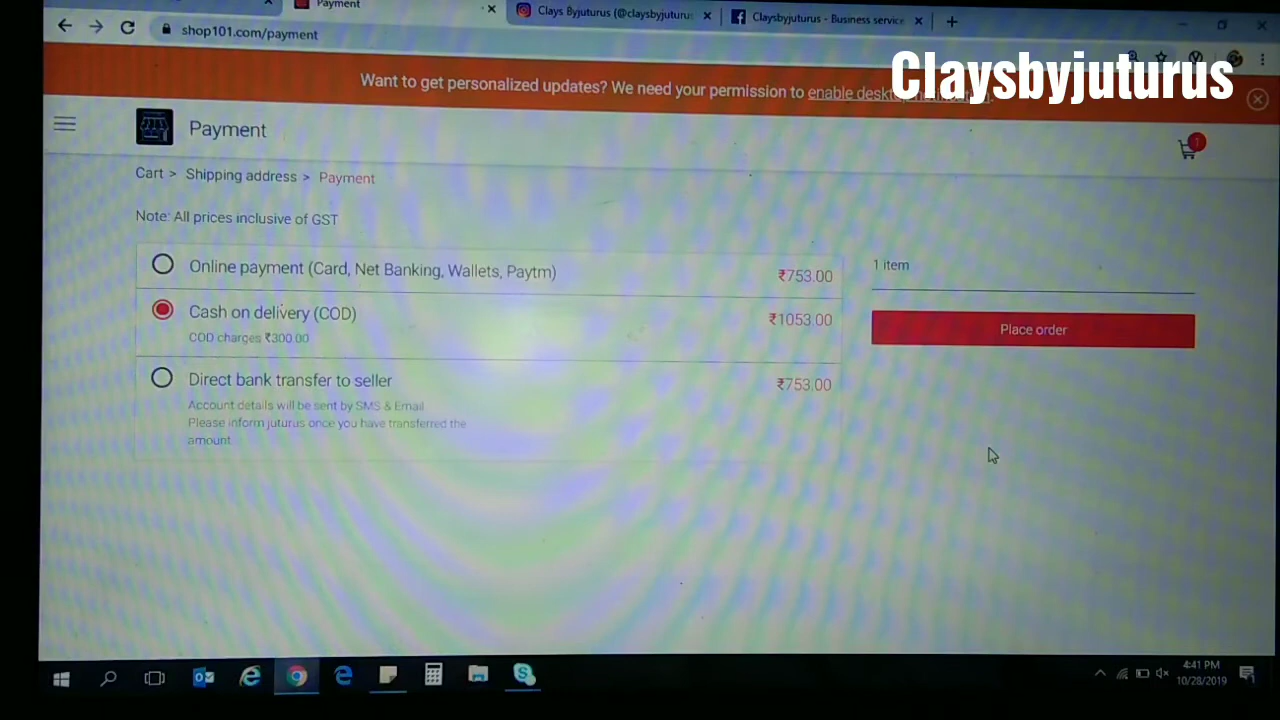 Payment
Clays Byjuturus (@claysbyjuturu
Claysbyjuturus - Business service
shop101.com/payment
Claysbyjuturus
Want to get personalized updates? We need your permission to enable
Payment
1
Cart > Shipping address > Payment
Note: All prices inclusive of GST
Online payment (Card, Net Banking, Wallets, Paytm) ₹753.00
1 item
Cash on delivery (COD) ₹1053.00
COD charges ₹300.00
Place order
Direct bank transfer to seller ₹753.00
Account details will be sent by SMS & Email
Please inform juturus once you have transferred the
amount
4:41 PM
10/28/2019